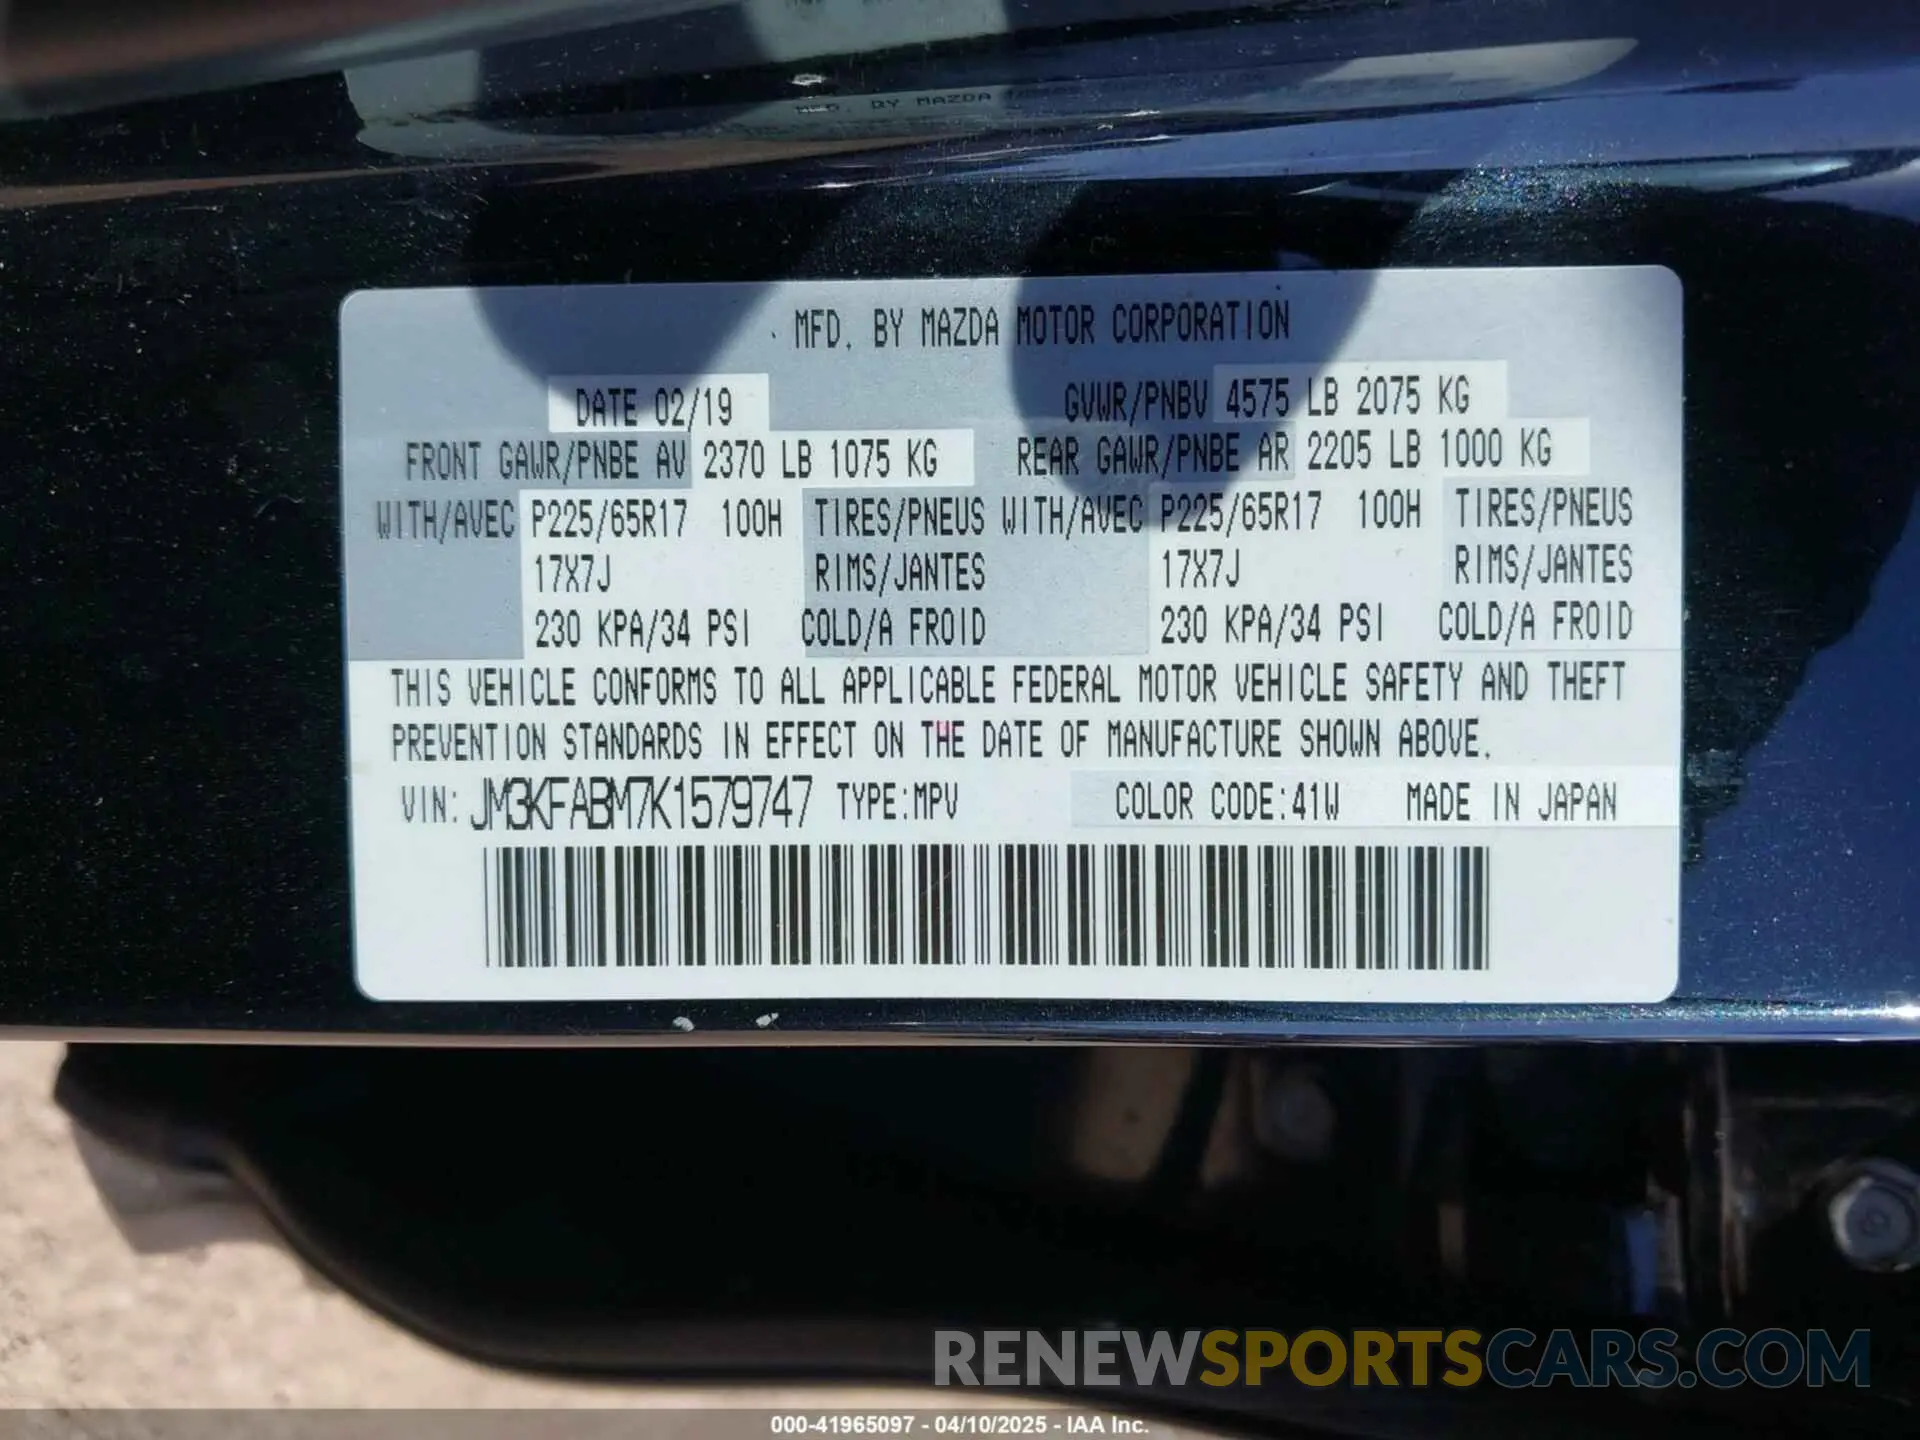 MFD. BY MAZDA
MFD. BY MAZDA MOTOR CORPORATION
DATE 02/19 GVWR/PNBV 4575 LB 2075 KG
FRONT GAWR/PNBE AV 2370 LB 1075 KG REAR GAWR/PNBE AR 2205 LB 1000 KG
WITH/AVEC P225/65R17 100H TIRES/PNEUS WITH/AVEC P225/65R17 100H TIRES/PNEUS
17X7J RIMS/JANTES 17X7J RIMS/JANTES
230 KPA/34 PSI COLD/A FROID 230 KPA/34 PSI COLD/A FROID
THIS VEHICLE CONFORMS TO ALL APPLICABLE FEDERAL MOTOR VEHICLE SAFETY AND THEFT
PREVENTION STANDARDS IN EFFECT ON THE DATE OF MANUFACTURE SHOWN ABOVE.
VIN: JM3KFABM7K1579747 TYPE:MPV COLOR CODE:41W MADE IN JAPAN
RENEWSPORTSCARS.COM
000-41965097 - 04/10/2025 - IAA Inc.